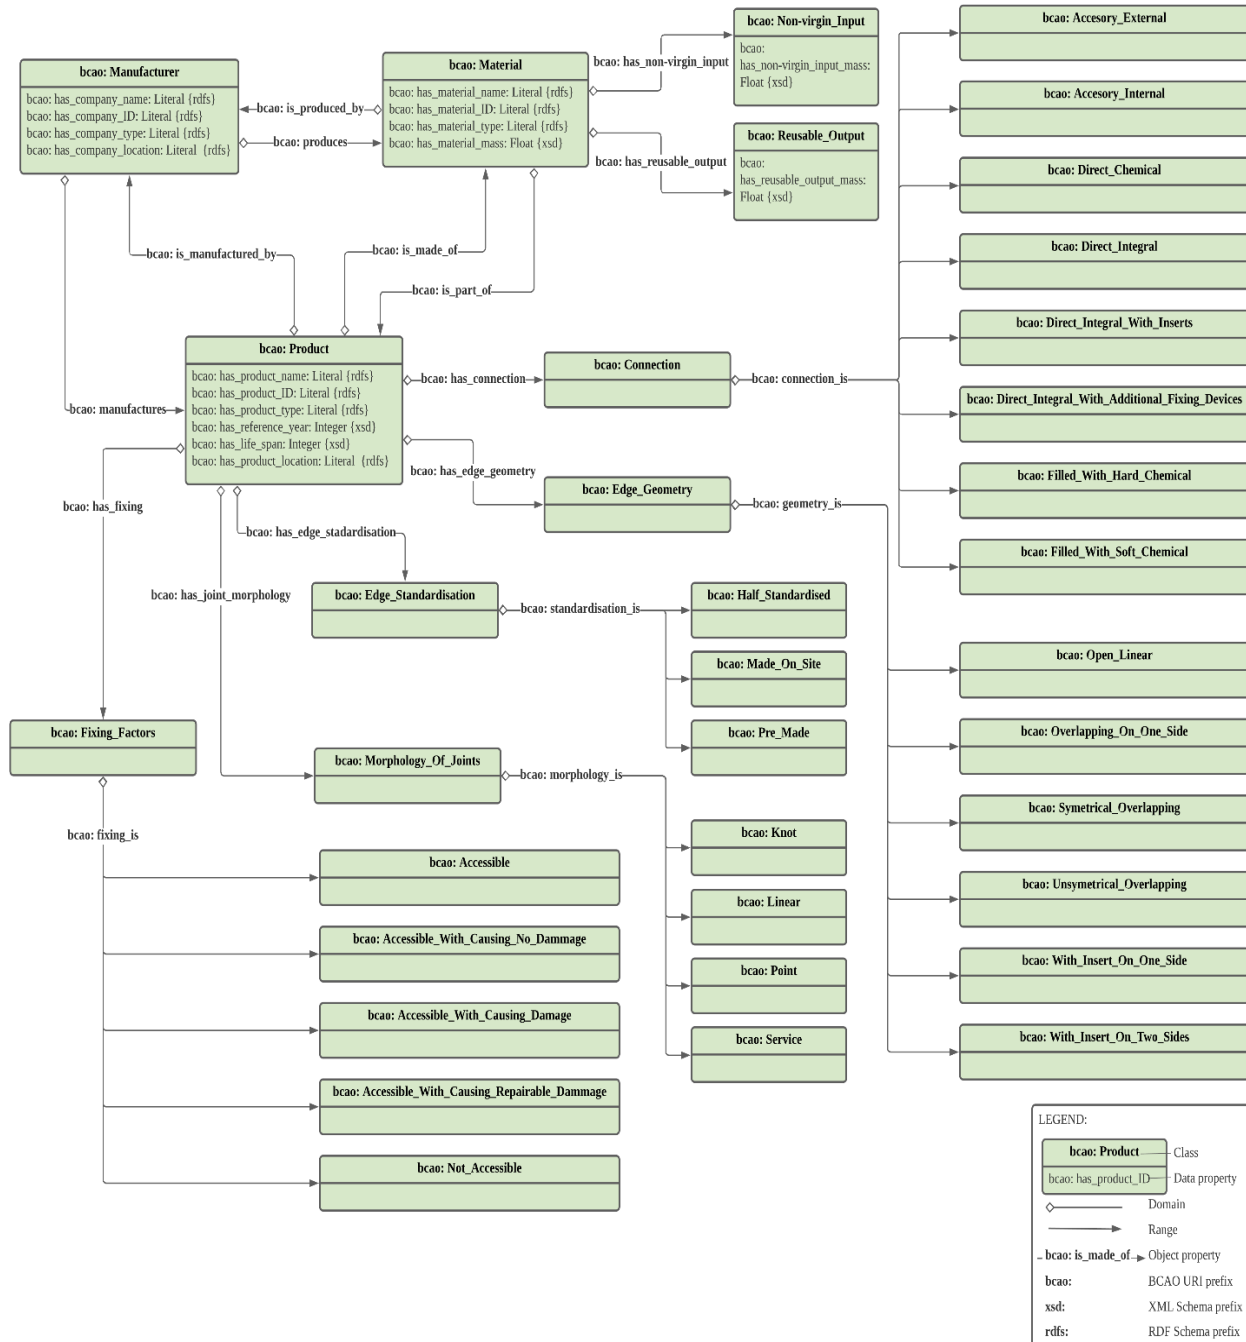 bcao: Manufacturer
bcao: has_company_name: Literal {rdfs}
bcao: has_company_ID: Literal {rdfs}
bcao: has_company_type: Literal {rdfs}
bcao: has_company_location: Literal {rdfs}
bcao: is_produced_by
bcao: produces
bcao: Material
bcao: has_material_name: Literal {rdfs}
bcao: has_material_ID: Literal {rdfs}
bcao: has_material_type: Literal {rdfs}
bcao: has_material_mass: Float {xsd}
bcao: has_non-virgin_input
bcao: has_reusable_output
bcao: Non-virgin_Input
bcao:
has_non-virgin_input_mass:
Float {xsd}
bcao: Reusable_Output
bcao:
has_reusable_output_mass:
Float {xsd}
bcao: is_manufactured_by
bcao: is_made_of
bcao: is_part_of
bcao: manufactures
bcao: Product
bcao: has_product_name: Literal {rdfs}
bcao: has_product_ID: Literal {rdfs}
bcao: has_product_type: Literal {rdfs}
bcao: has_reference_year: Integer {xsd}
bcao: has_life_span: Integer {xsd}
bcao: has_product_location: Literal {rdfs}
bcao: has_connection
bcao: Connection
bcao: connection_is
bcao: Accesory_External
bcao: Accesory_Internal
bcao: Direct_Chemical
bcao: Direct_Integral
bcao: Direct_Integral_With_Inserts
bcao: Direct_Integral_With_Additional_Fixing_Devices
bcao: Filled_With_Hard_Chemical
bcao: Filled_With_Soft_Chemical
bcao: has_edge_geometry
bcao: Edge_Geometry
bcao: geometry_is
bcao: Open_Linear
bcao: Overlapping_On_One_Side
bcao: Symetrical_Overlapping
bcao: Unsymetrical_Overlapping
bcao: With_Insert_On_One_Side
bcao: With_Insert_On_Two_Sides
bcao: has_edge_stadardisation
bcao: Edge_Standardisation
bcao: standardisation_is
bcao: Half_Standardised
bcao: Made_On_Site
bcao: Pre_Made
bcao: has_joint_morphology
bcao: Morphology_Of_Joints
bcao: morphology_is
bcao: Knot
bcao: Linear
bcao: Point
bcao: Service
bcao: has_fixing
bcao: Fixing_Factors
bcao: fixing_is
bcao: Accessible
bcao: Accessible_With_Causing_No_Dammage
bcao: Accessible_With_Causing_Damage
bcao: Accessible_With_Causing_Repairable_Dammage
bcao: Not_Accessible
LEGEND:
bcao: Product Class
bcao: has_product_ID Data property
Domain
Range
bcao: is_made_of Object property
bcao: BCAO URI prefix
xsd: XML Schema prefix
rdfs: RDF Schema prefix